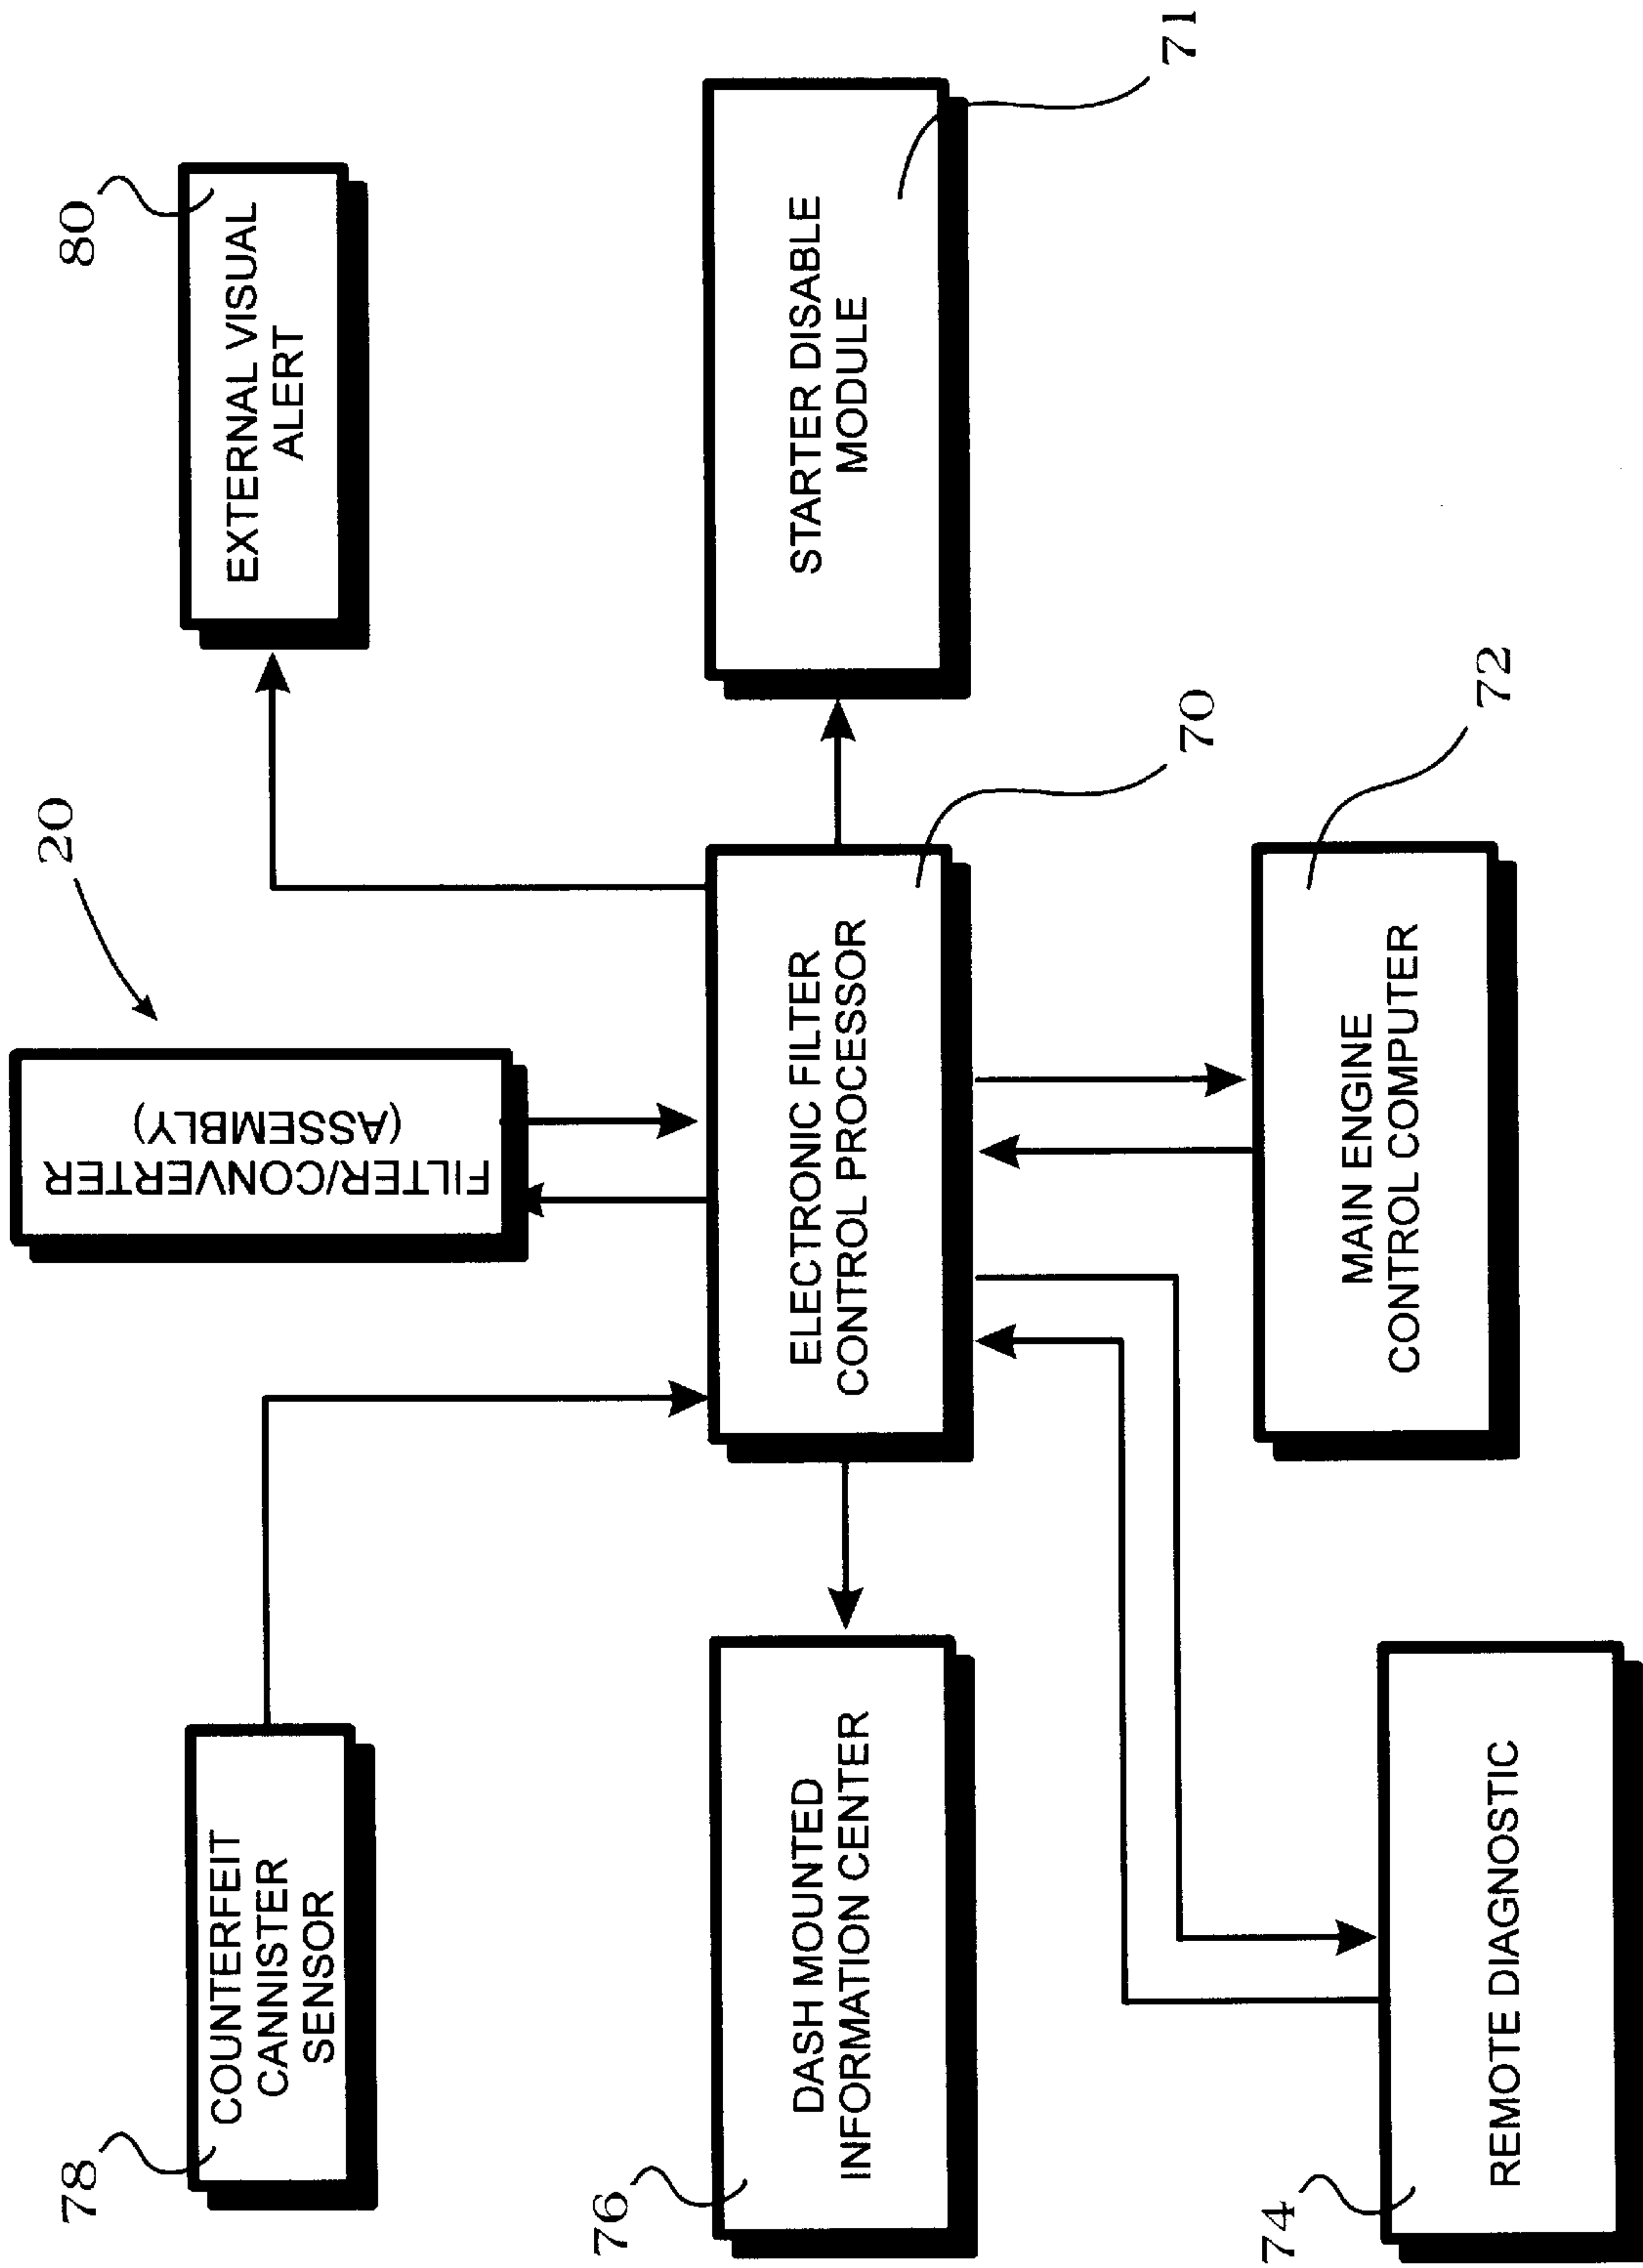 20
FILTER/CONVERTER
(ASSEMBLY)
78
COUNTERFEIT
CANNISTER
SENSOR
80
EXTERNAL VISUAL
ALERT
76
DASH MOUNTED
INFORMATION CENTER
ELECTRONIC FILTER
CONTROL PROCESSOR
70
STARTER DISABLE
MODULE
71
74
REMOTE DIAGNOSTIC
MAIN ENGINE
CONTROL COMPUTER
72